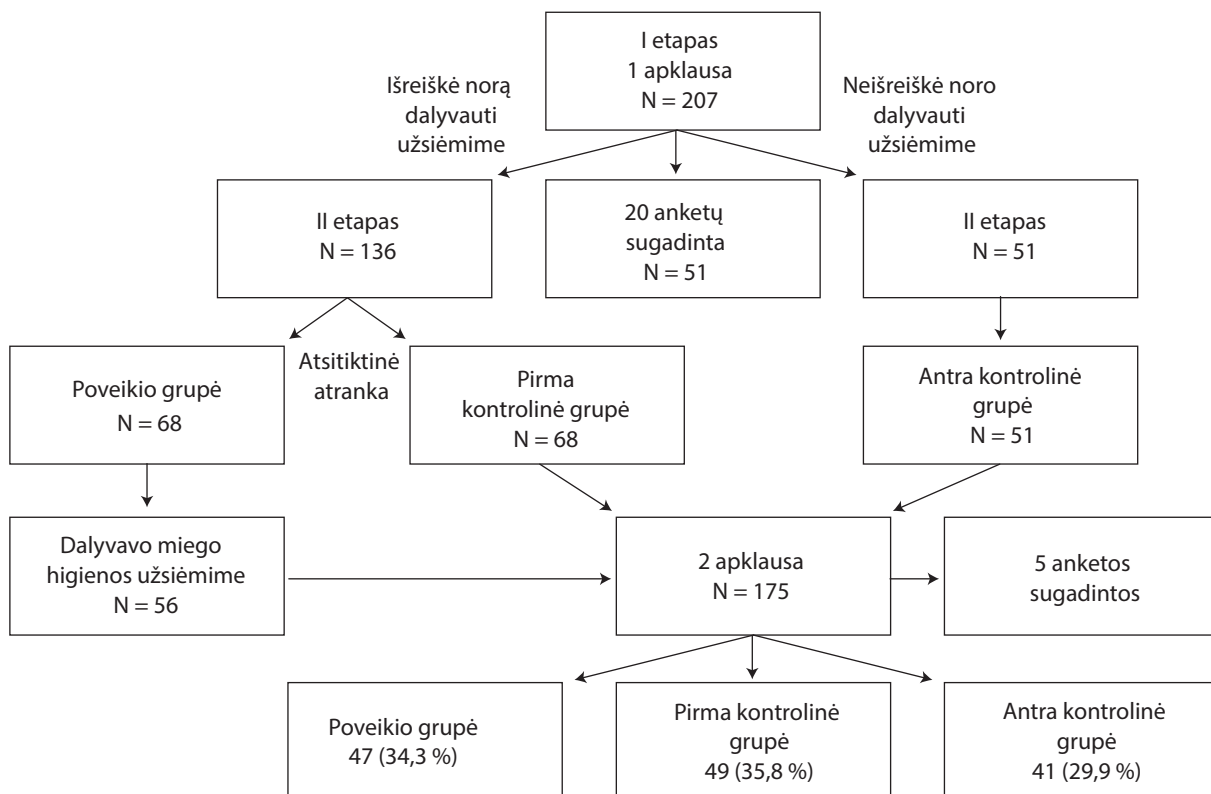 I etapas
1 apklausa
N = 207
Išreiškė norą
dalyvauti
užsiėmime
Neišreiškė noro
dalyvauti
užsiėmime
II etapas
N = 136
20 anketų
sugadinta
N = 51
II etapas
N = 51
Poveikio grupė
N = 68
Atsitiktinė
atranka
Pirma
kontrolinė grupė
N = 68
Antra kontrolinė
grupė
N = 51
Dalyvavo miego
higienos užsiėmime
N = 56
2 apklausa
N = 175
5 anketos
sugadintos
Poveikio grupė
47 (34,3 %)
Pirma kontrolinė
grupė
49 (35,8 %)
Antra kontrolinė
grupė
41 (29,9 %)